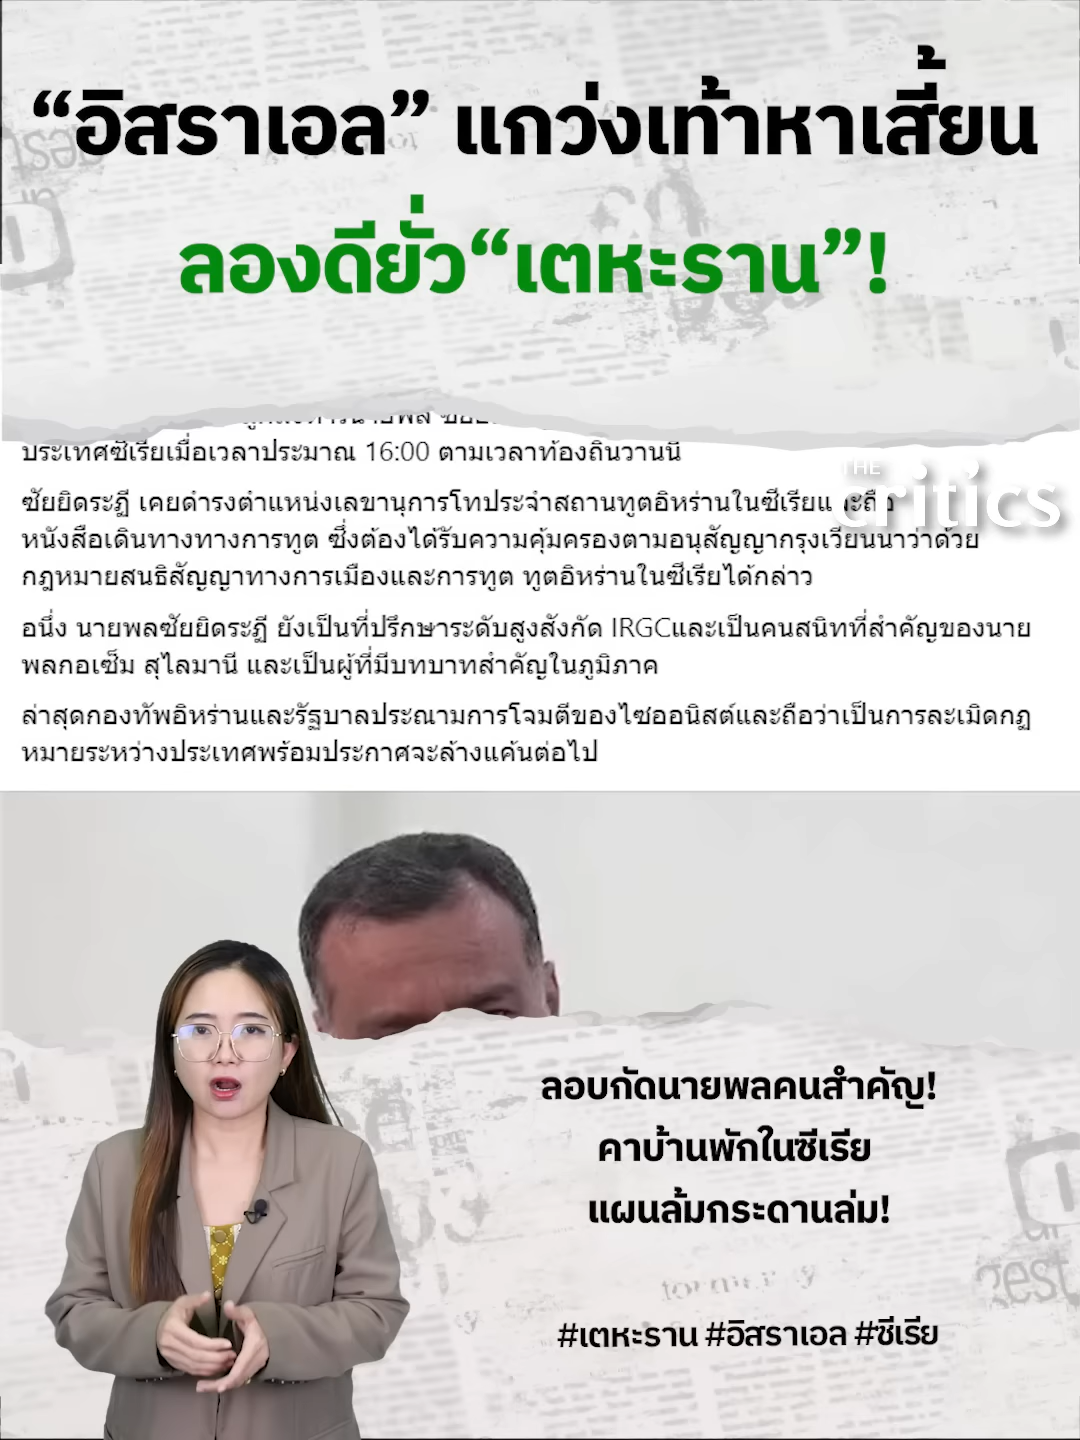 “อิสราเอล” แกว่งเท้าหาเสี้ยน
ลองดียั่ว“เตหะราน”!
ประเทศซีเรียเมื่อเวลาประมาณ 16:00 ตามเวลาท้องถิ่นวานนี้
THE
critics
ซัยยิดระฎี เคยดำรงตำแหน่งเลขานุการโทประจำสถานทูตอิหร่านในซีเรียและถือ
หนังสือเดินทางทางการทูต ซึ่งต้องได้รับความคุ้มครองตามอนุสัญญากรุงเวียนนาว่าด้วย
กฎหมายสนธิสัญญาทางการเมืองและการทูต ทูตอิหร่านในซีเรียได้กล่าว
อนึ่ง นายพลซัยยิดระฎี ยังเป็นที่ปรึกษาระดับสูงสังกัด IRGCและเป็นคนสนิทที่สำคัญของนาย
พลกอเซ็ม สุไลมานี และเป็นผู้ที่มีบทบาทสำคัญในภูมิภาค
ล่าสุดกองทัพอิหร่านและรัฐบาลประณามการโจมตีของไซออนิสต์และถือว่าเป็นการละเมิดกฎ
หมายระหว่างประเทศพร้อมประกาศจะล้างแค้นต่อไป
ลอบกัดนายพลคนสำคัญ!
คาบ้านพักในซีเรีย
แผนล้มกระดานล่ม!
#เตหะราน #อิสราเอล #ซีเรีย